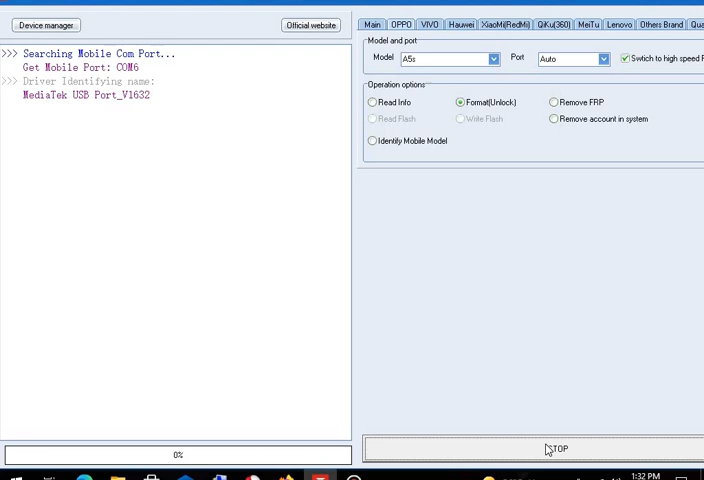 Device manager
Official website
>>> Searching Mobile Com Port...
Get Mobile Port: COM6
>>> Driver Identifying name:
MediaTek USB Port_V1632
0%
Main OPPO VIVO Hauwei XiaoMi(RedMi) QiKu(360) MeiTu Lenovo Others Brand
Model and port
Model A5s Port Auto Swtich to high speed
Operation options
Read Info Format(Unlock.) Remove FRP
Read Flash Write Flash Remove account in system
Identify Mobile Model
STOP
1:32 PM